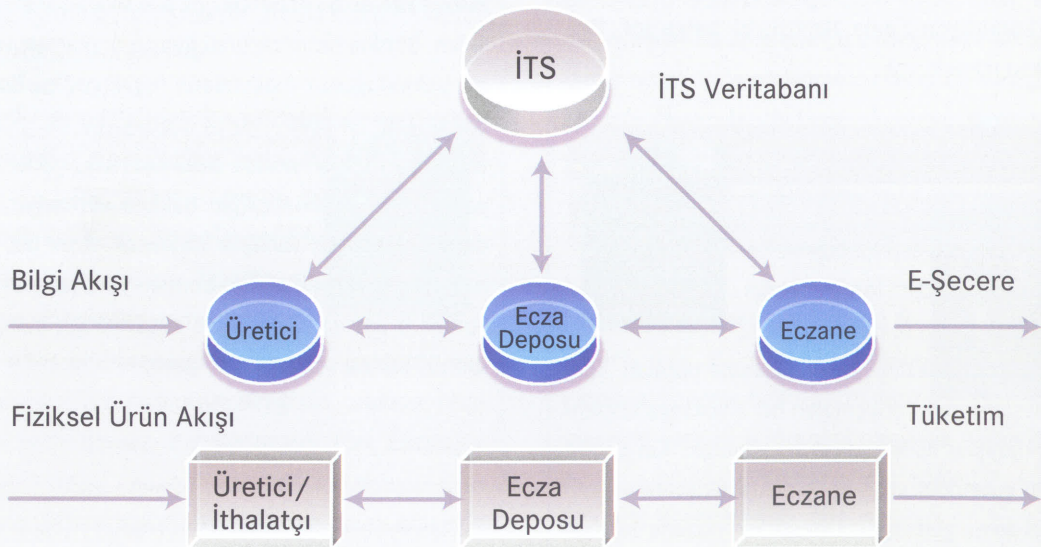 İTS
İTS Veritabanı
Bilgi Akışı
E-Şecere
Üretici
Ecza
Deposu
Eczane
Fiziksel Ürün Akışı
Tüketim
Üretici/
İthalatçı
Ecza
Deposu
Eczane